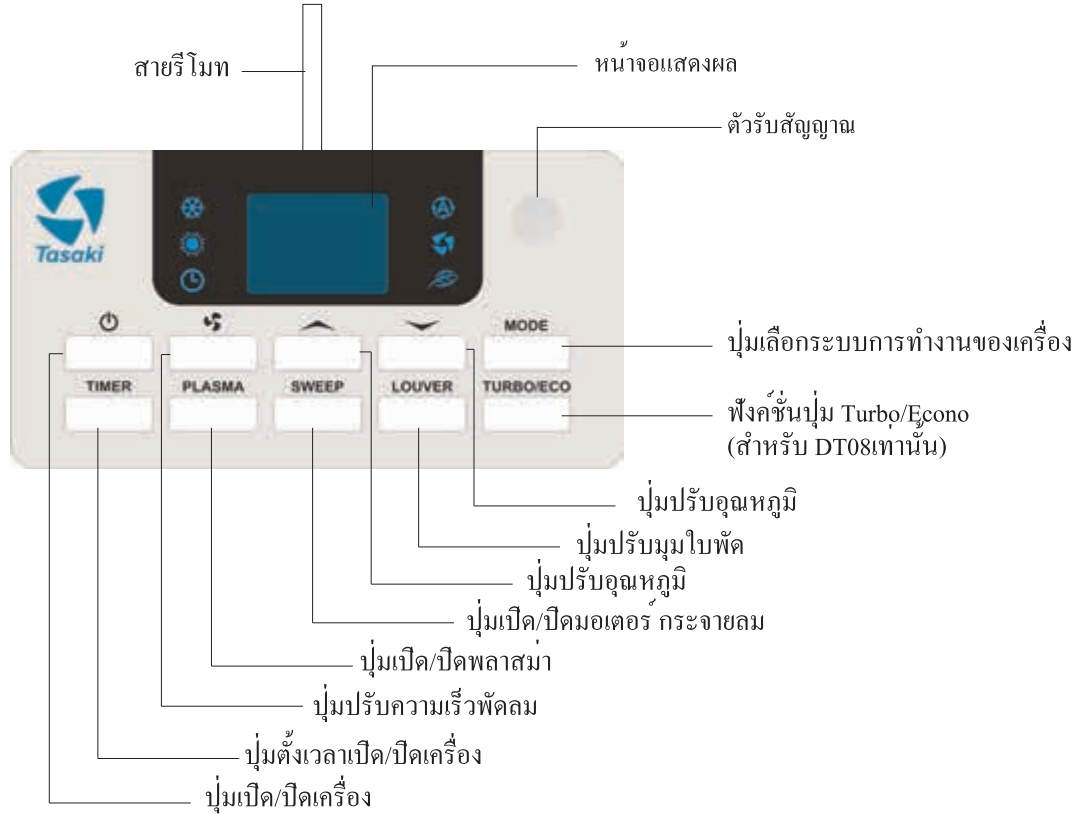 สายรีโมท
หน้าจอแสดงผล
ตัวรับสัญญาณ
Tasaki
MODE
ปุ่มเลือกระบบการทำงานของเครื่อง
TIMER
PLASMA
SWEEP
LOUVER
TURBO/ECO
ฟังค์ชั่นปุ่ม Turbo/Econo
(สำหรับ DT08เท่านั้น)
ปุ่มปรับอุณหภูมิ
ปุ่มปรับมุมใบพัด
ปุ่มปรับอุณหภูมิ
ปุ่มเปิด/ปิดมอเตอร์ กระจายลม
ปุ่มเปิด/ปิดพลาสม่า
ปุ่มปรับความเร็วพัดลม
ปุ่มตั้งเวลาเปิด/ปิดเครื่อง
ปุ่มเปิด/ปิดเครื่อง